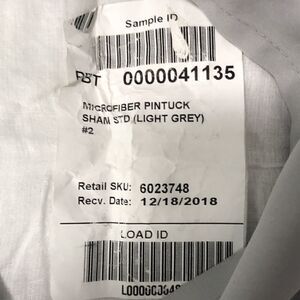 Sample ID
0000041135
MICROFIBER PINTUCK
SHAM STD (LIGHT GREY)
#2
Retail SKU: 6023748
Recv. Date: 12/18/2018
LOAD ID